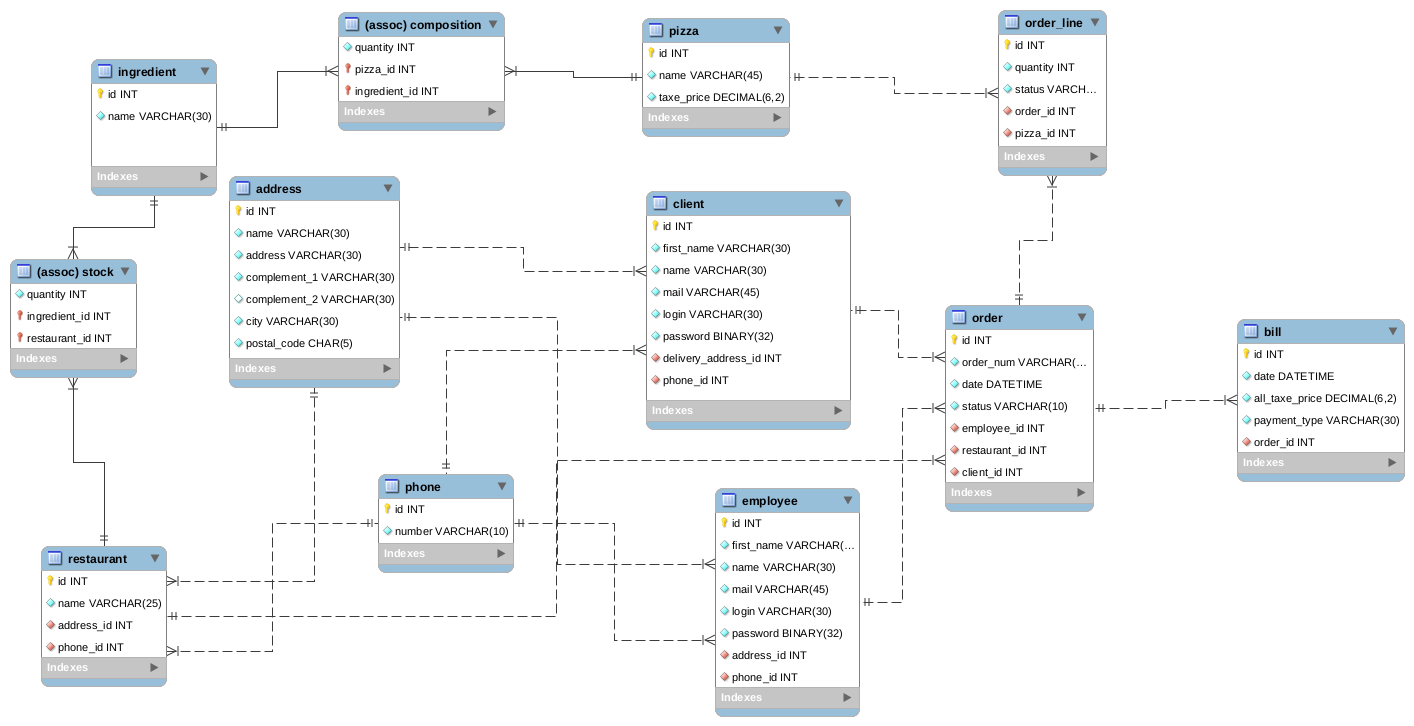 (assoc) composition
quantity INT
pizza_id INT
ingredient_id INT
Indexes
pizza
id INT
name VARCHAR(45)
taxe_price DECIMAL(6,2)
Indexes
order_line
id INT
quantity INT
status VARCH...
order_id INT
pizza_id INT
Indexes
ingredient
id INT
name VARCHAR(30)
Indexes
address
id INT
name VARCHAR(30)
address VARCHAR(30)
complement_1 VARCHAR(30)
complement_2 VARCHAR(30)
city VARCHAR(30)
postal_code CHAR(5)
Indexes
client
id INT
first_name VARCHAR(30)
name VARCHAR(30)
mail VARCHAR(45)
login VARCHAR(30)
password BINARY(32)
delivery_address_id INT
phone_id INT
Indexes
(assoc) stock
quantity INT
ingredient_id INT
restaurant_id INT
Indexes
order
id INT
order_num VARCHAR(...
date DATETIME
status VARCHAR(10)
employee_id INT
restaurant_id INT
client_id INT
Indexes
bill
id INT
date DATETIME
all_taxe_price DECIMAL(6,2)
payment_type VARCHAR(30)
order_id INT
Indexes
phone
id INT
number VARCHAR(10)
Indexes
employee
id INT
first_name VARCHAR(...
name VARCHAR(30)
mail VARCHAR(45)
login VARCHAR(30)
password BINARY(32)
address_id INT
phone_id INT
Indexes
restaurant
id INT
name VARCHAR(25)
address_id INT
phone_id INT
Indexes